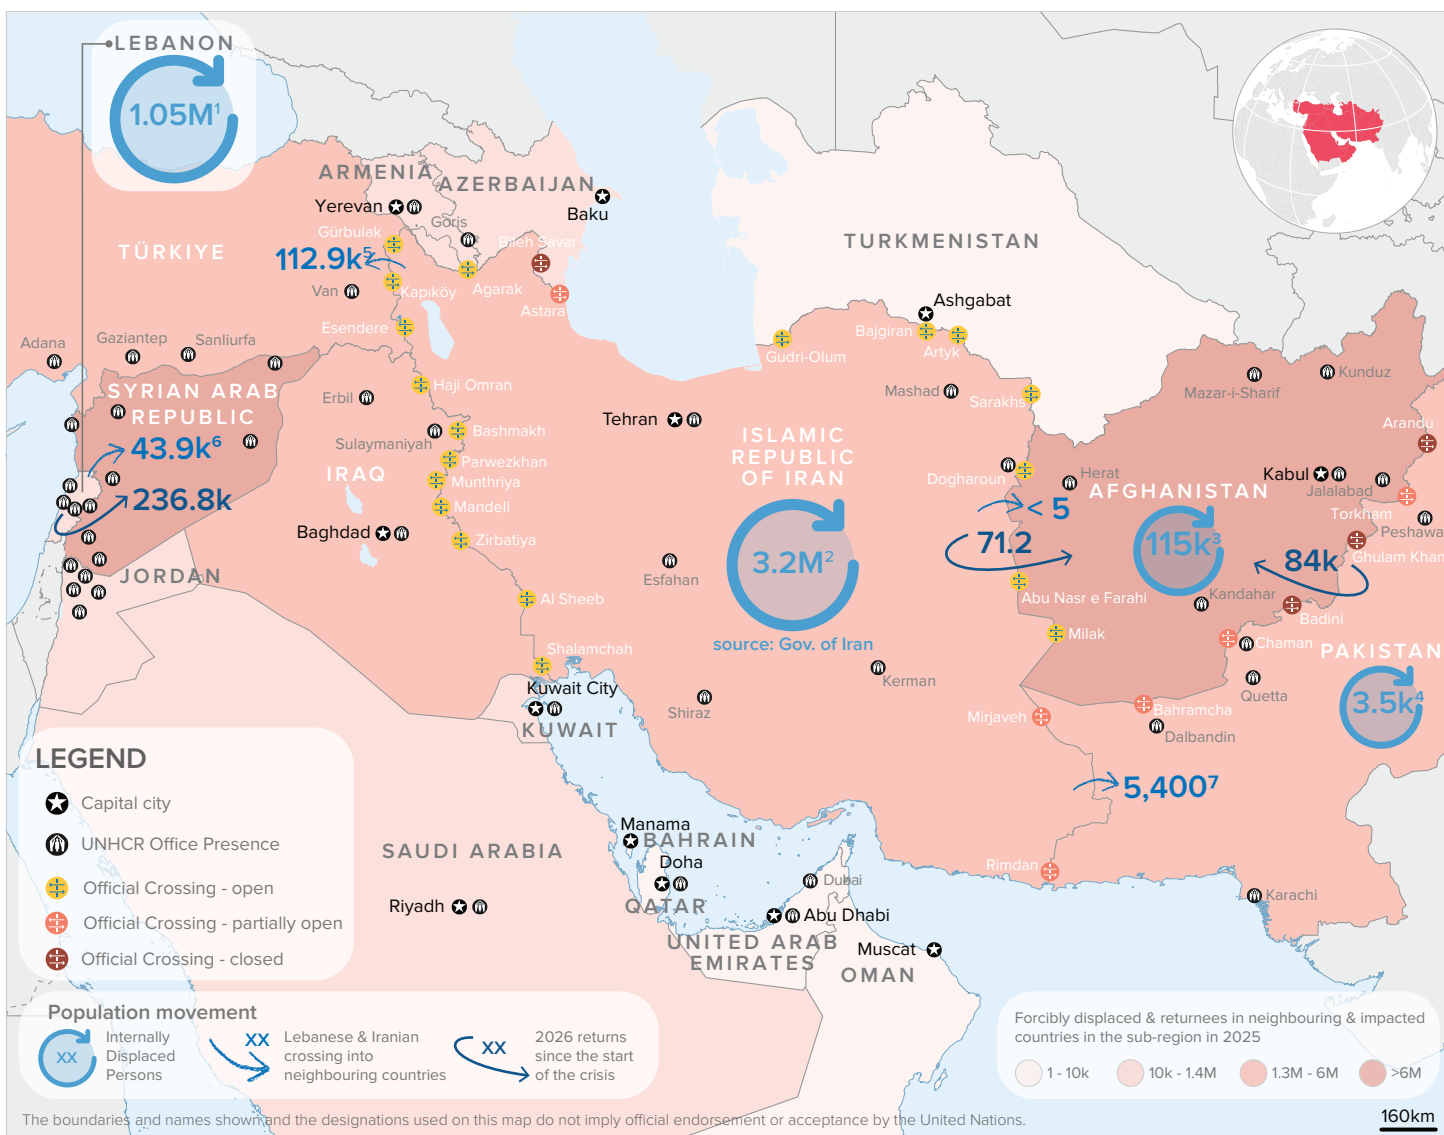 LEBANON
1.05M1
ARMENIA
AZERBAIJAN
Yerevan
Baku
Goris
Gürbulak
Bileh Savar
TÜRKIYE
TURKMENISTAN
112.9k5
Van
Kapıköy
Agarak
Astara
Ashgabat
Esendere
Bajgiran
Artyk
Gudri-Olum
Adana
Gaziantep
Sanliurfa
SYRIAN ARAB
REPUBLIC
43.9k6
236.8k
Haji Omran
Erbil
Sulaymaniyah
Bashmakh
Parwezkhan
Munthriya
Mandeli
Zirbatiya
IRAQ
Baghdad
Tehran
Mashad
Sarakhs
Mazar-i-Sharif
Kunduz
Arandu
ISLAMIC
REPUBLIC
OF IRAN
3.2M2
source: Gov. of Iran
Dogharoun
Herat
< 5
71.2
AFGHANISTAN
115k3
Kabul
Jalalabad
Torkham
Peshawa
Ghulam Khan
84k
Esfahan
JORDAN
Al Sheeb
Abu Nasr e Farahi
Kandahar
Badini
Milak
Chaman
PAKISTAN
3.5k4
Quetta
Shalamchah
Kuwait City
KUWAIT
Shiraz
Kerman
Mirjaveh
Bahramcha
Dalbandin
5,4007
LEGEND
Capital city
UNHCR Office Presence
Official Crossing - open
Official Crossing - partially open
Official Crossing - closed
SAUDI ARABIA
Riyadh
Manama
BAHRAIN
Doha
QATAR
Dubai
Abu Dhabi
UNITED ARAB
EMIRATES
Muscat
OMAN
Rimdan
Karachi
Population movement
XX
Internally
Displaced
Persons
XX
Lebanese & Iranian
crossing into
neighbouring countries
XX
2026 returns
since the start
of the crisis
Forcibly displaced & returnees in neighbouring & impacted
countries in the sub-region in 2025
1 - 10k
10k - 1.4M
1.3M - 6M
>6M
The boundaries and names shown and the designations used on this map do not imply official endorsement or acceptance by the United Nations.
160km